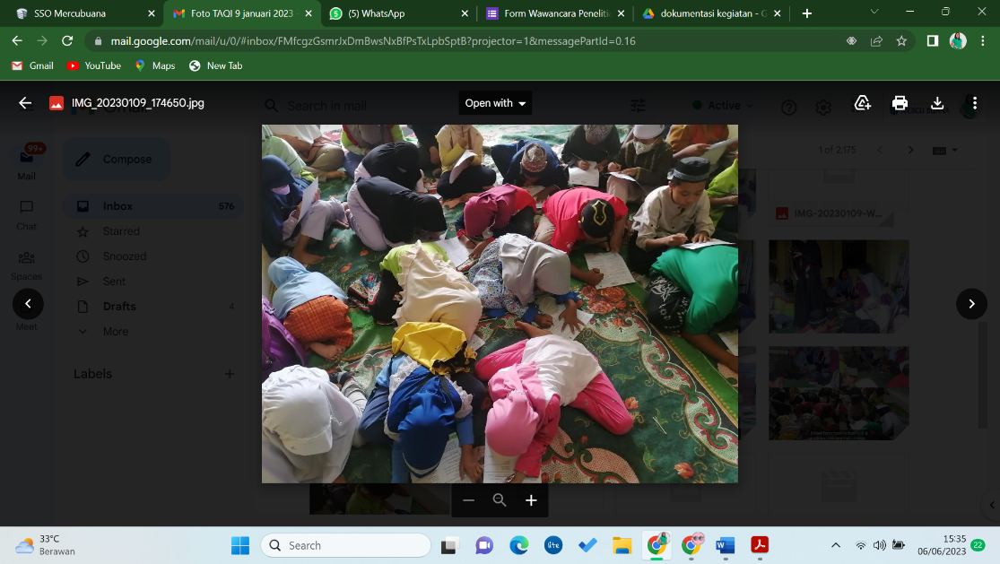 SSO Mercubuana
Foto TAQI 9 januari 2023 -
(5) WhatsApp
Form Wawancara Peneliti
dokumentasi kegiatan - G
mail.google.com/mail/u/0/#inbox/FMfcgzGsmrJxDmBwsNxBfPsTxLpbSptB?projector=1&messagePartId=0.16
Gmail
YouTube
Maps
New Tab
IMG_20230109_174650.jpg
Search in mail
Open with
Active
99+
Mail
Compose
1 of 2,175
Inbox
576
Chat
Starred
IMG-20230109-W...
Snoozed
Spaces
Sent
Drafts
4
Meet
More
Labels
33°C
Berawan
Search
15:35
06/06/2023
22